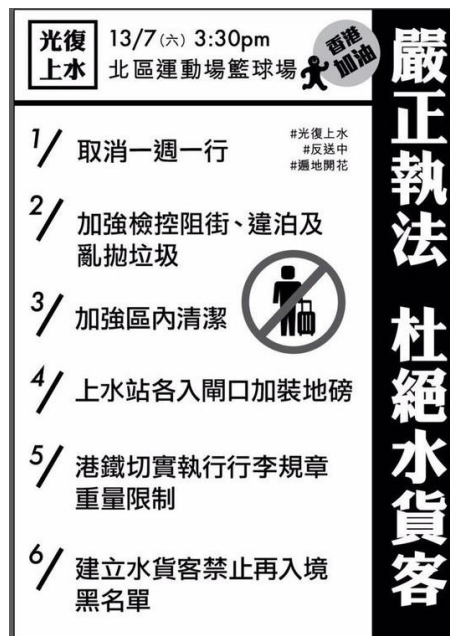 光復
上水
13/7(六) 3:30pm
北區運動場籃球場
香港
加油
嚴正執法 杜絕水貨客
#光復上水
#反送中
#遍地開花
1/ 取消一週一行
2/ 加強檢控阻街、違泊及
亂拋垃圾
3/ 加強區內清潔
4/ 上水站各入閘口加裝地磅
5/ 港鐵切實執行行李規章
重量限制
6/ 建立水貨客禁止再入境
黑名單